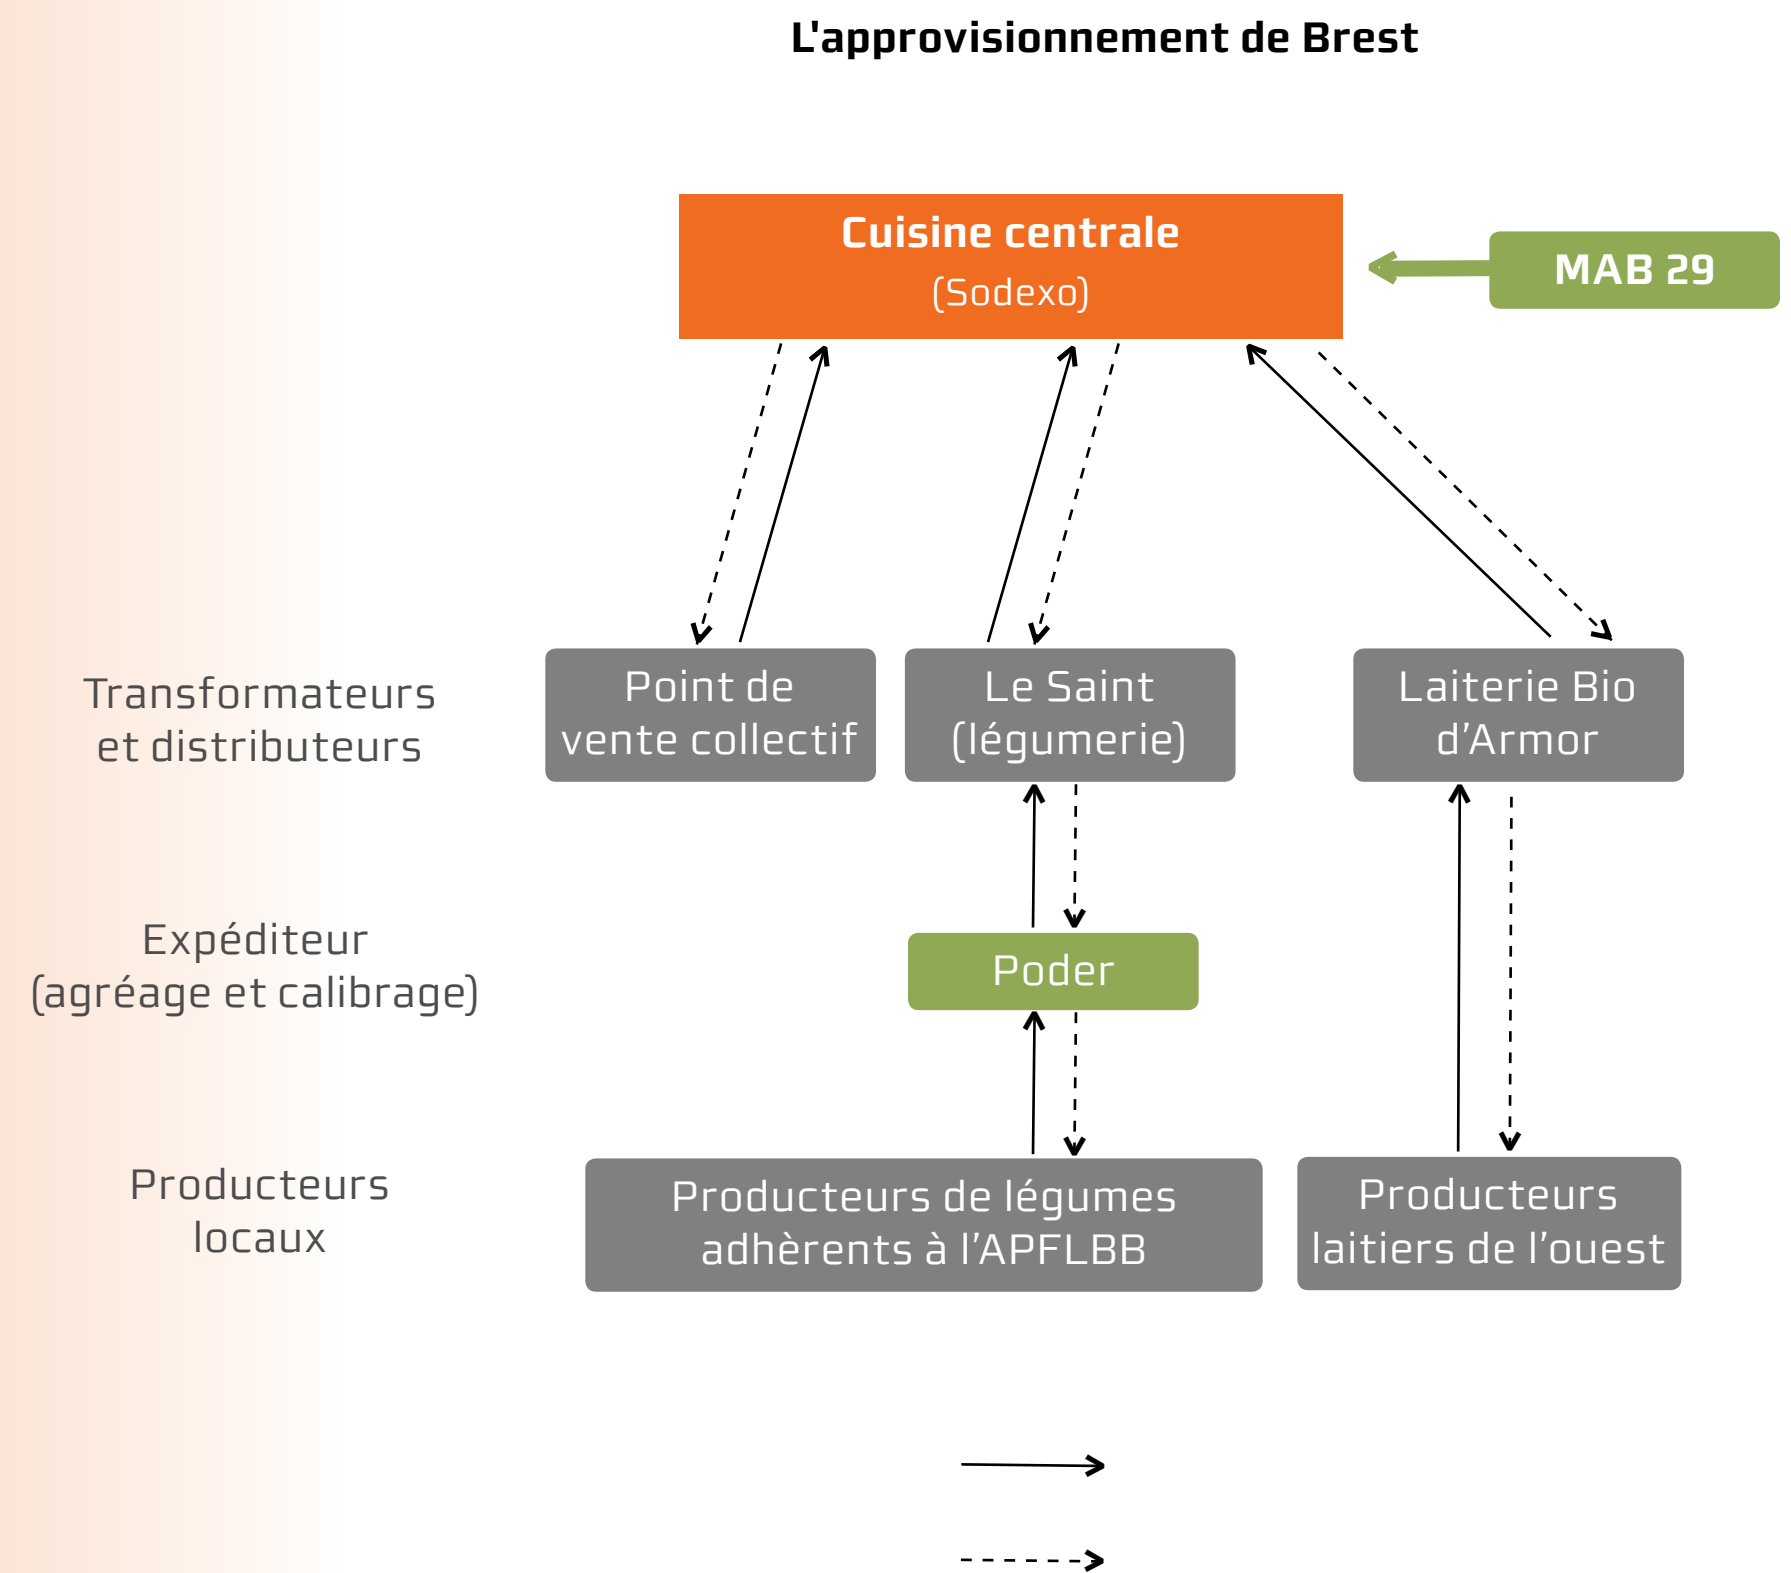 L'approvisionnement de Brest
Cuisine centrale
(Sodexo)
MAB 29
Transformateurs
et distributeurs
Point de
vente collectif
Le Saint
(légumerie)
Laiterie Bio
d’Armor
Expéditeur
(agréage et calibrage)
Poder
Producteurs
locaux
Producteurs de légumes
adhèrents à l’APFLBB
Producteurs
laitiers de l’ouest